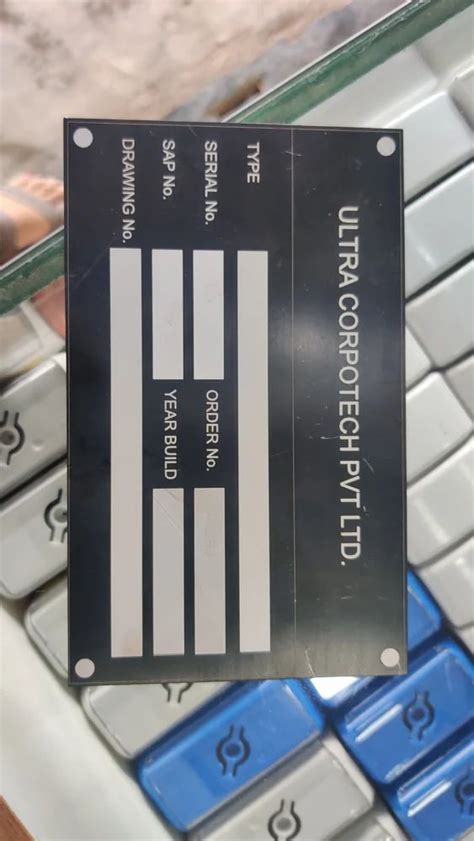 ULTRA CORPOTECH PVT LTD.
TYPE
SERIAL No. ORDER No.
SAP No. YEAR BUILD
DRAWING No.